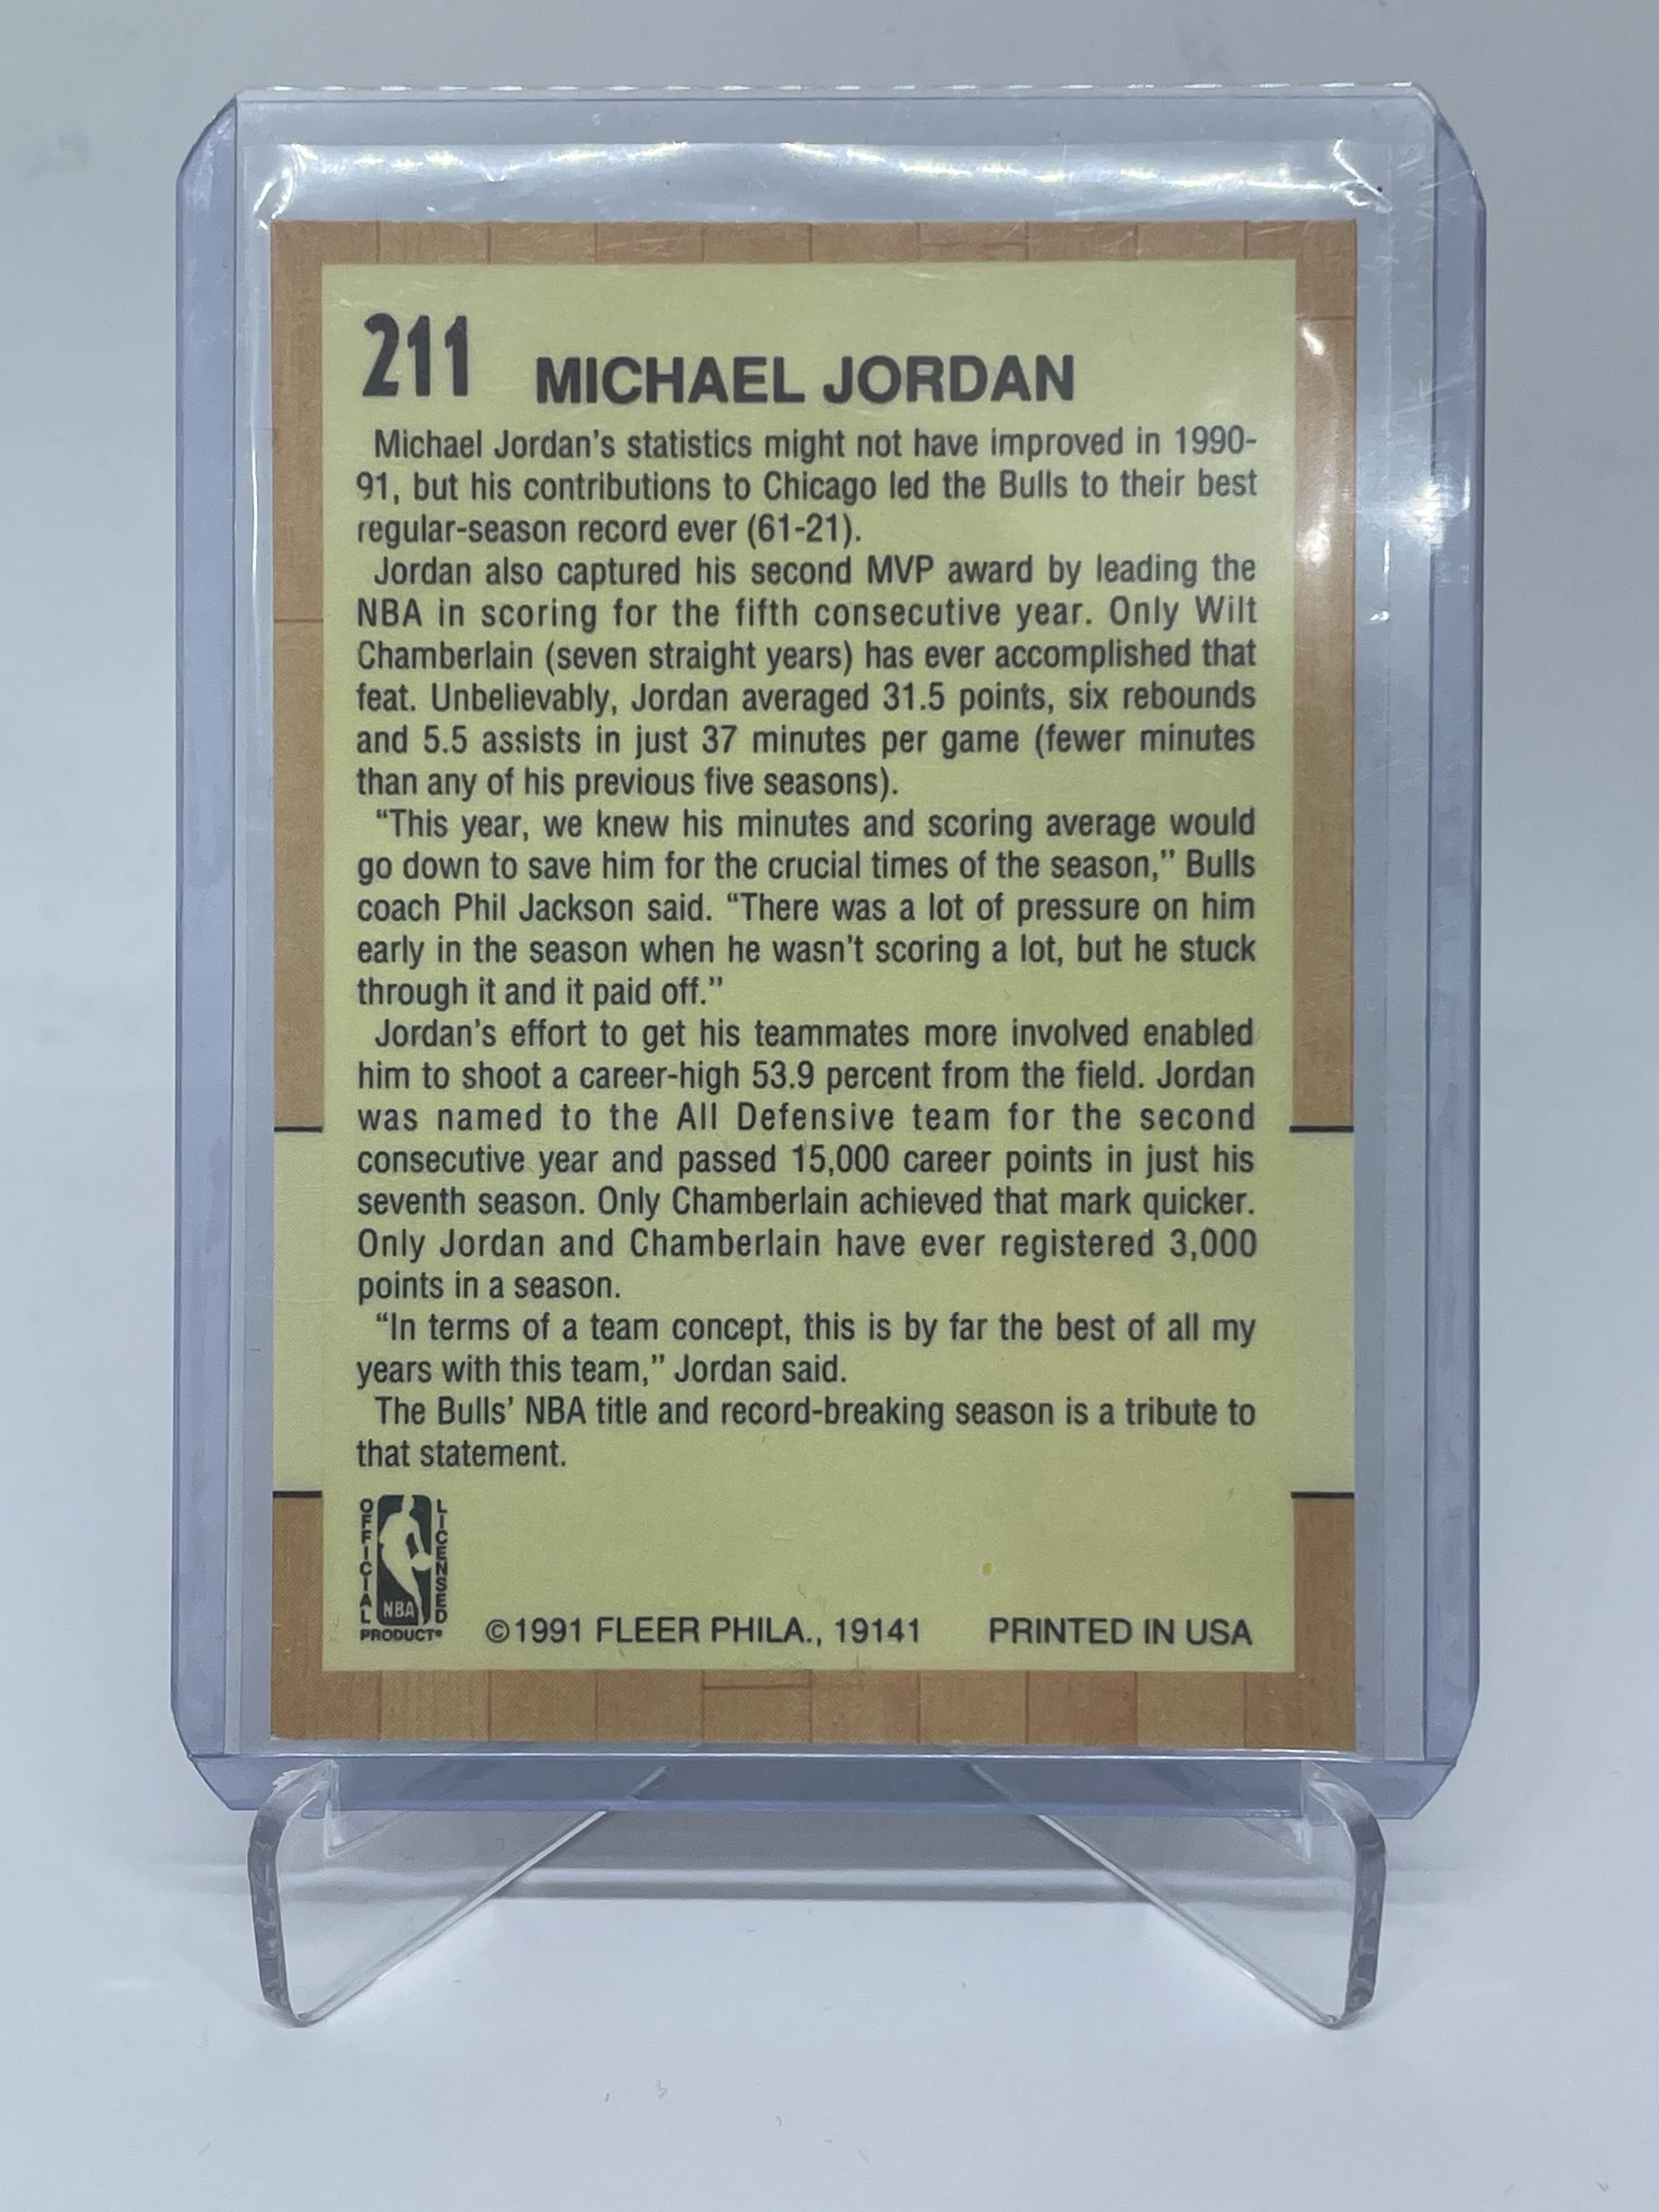 211 MICHAEL JORDAN
Michael Jordan's statistics might not have improved in 1990-
91, but his contributions to Chicago led the Bulls to their best
regular-season record ever (61-21).
Jordan also captured his second MVP award by leading the
NBA in scoring for the fifth consecutive year. Only Wilt
Chamberlain (seven straight years) has ever accomplished that
feat. Unbelievably, Jordan averaged 31.5 points, six rebounds
and 5.5 assists in just 37 minutes per game (fewer minutes
than any of his previous five seasons).
“This year, we knew his minutes and scoring average would
go down to save him for the crucial times of the season,” Bulls
coach Phil Jackson said. “There was a lot of pressure on him
early in the season when he wasn't scoring a lot, but he stuck
through it and it paid off.”
Jordan's effort to get his teammates more involved enabled
him to shoot a career-high 53.9 percent from the field. Jordan
was named to the All Defensive team for the second
consecutive year and passed 15,000 career points in just his
seventh season. Only Chamberlain achieved that mark quicker.
Only Jordan and Chamberlain have ever registered 3,000
points in a season.
“In terms of a team concept, this is by far the best of all my
years with this team,” Jordan said.
The Bulls' NBA title and record-breaking season is a tribute to
that statement.
OFFICIAL
NBA
LICENSED
PRODUCT®
©1991 FLEER PHILA., 19141 PRINTED IN USA